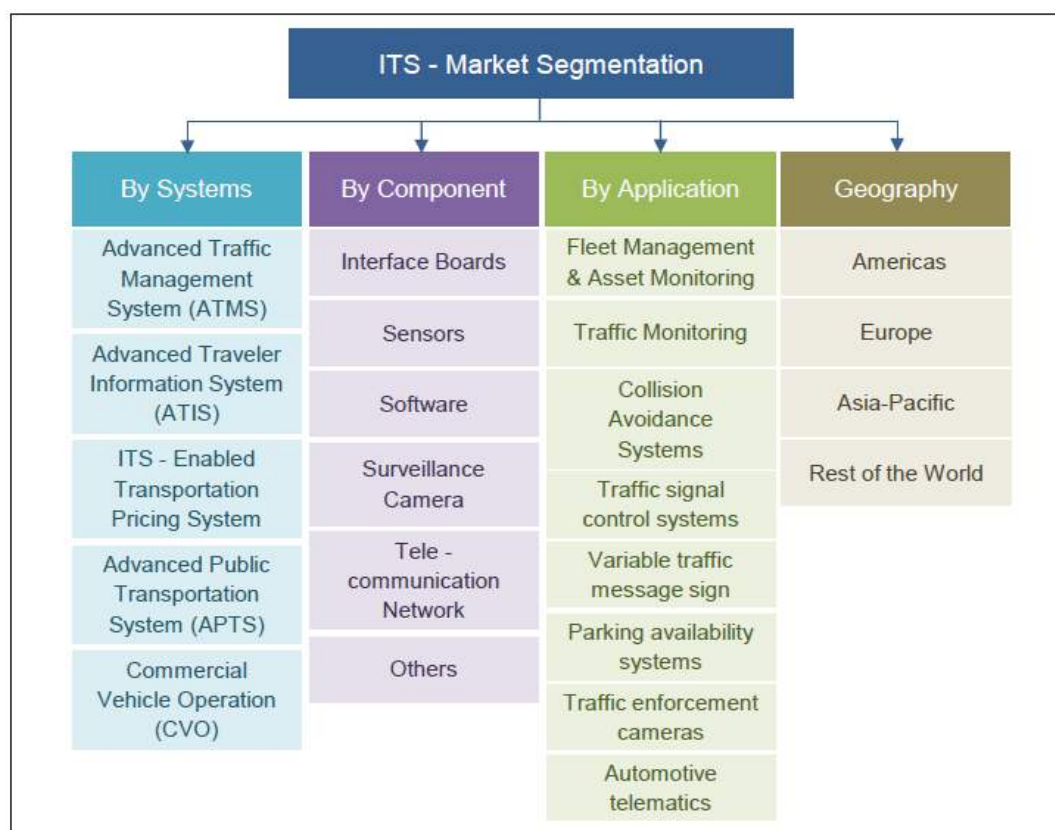 ITS - Market Segmentation
By Systems
Advanced Traffic
Management
System (ATMS)
Advanced Traveler
Information System
(ATIS)
ITS - Enabled
Transportation
Pricing System
Advanced Public
Transportation
System (APTS)
Commercial
Vehicle Operation
(CVO)
By Component
Interface Boards
Sensors
Software
Surveillance
Camera
Tele -
communication
Network
Others
By Application
Fleet Management
& Asset Monitoring
Traffic Monitoring
Collision
Avoidance
Systems
Traffic signal
control systems
Variable traffic
message sign
Parking availability
systems
Traffic enforcement
cameras
Automotive
telematics
Geography
Americas
Europe
Asia-Pacific
Rest of the World